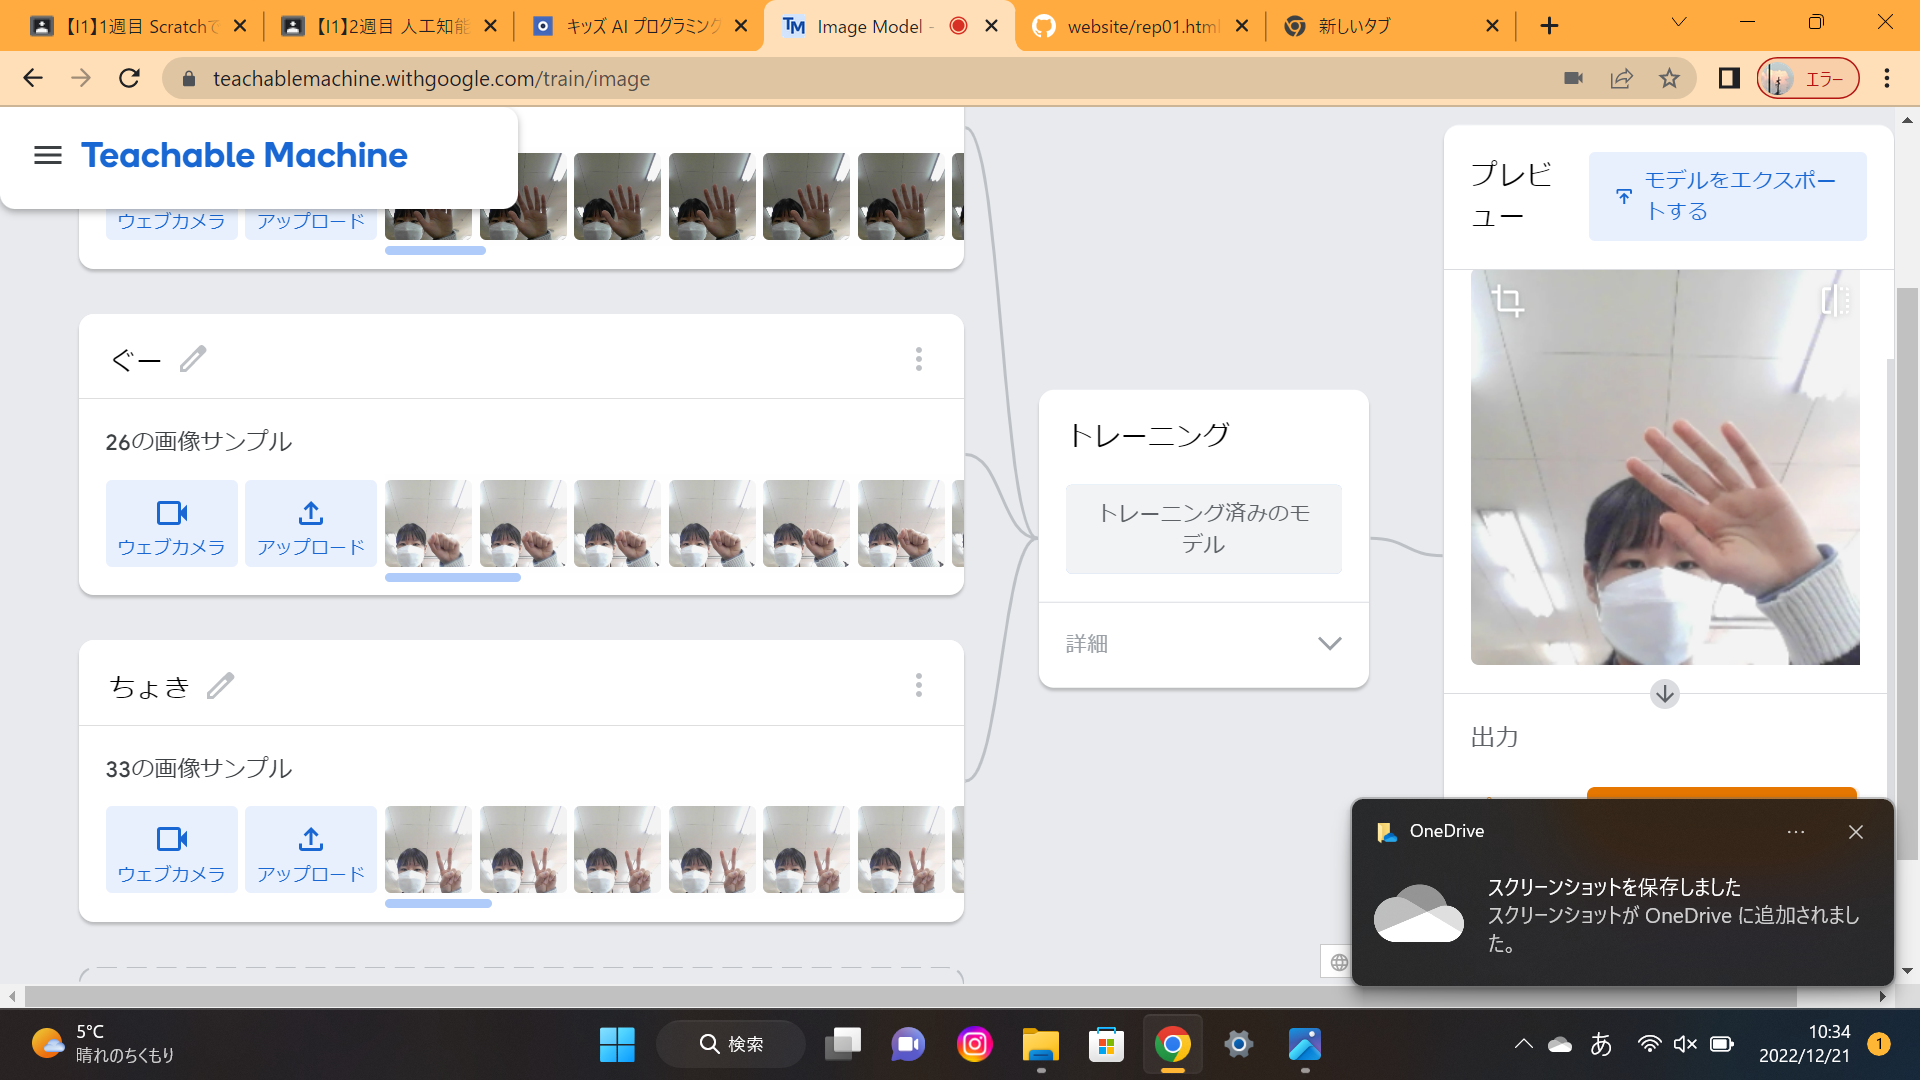 【I1】1週目 Scratchで
【I1】2週目 人工知能
キッズ AI プログラミング
Image Model -
website/rep01.html
新しいタブ
teachablemachine.withgoogle.com/train/image
エラー
Teachable Machine
ウェブカメラ
アップロード
ぐー
26の画像サンプル
ウェブカメラ
アップロード
ちょき
33の画像サンプル
ウェブカメラ
アップロード
トレーニング
トレーニング済みのモ
デル
詳細
プレビ
ュー
モデルをエクスポー
トする
出力
OneDrive
スクリーンショットを保存しました
スクリーンショットが OneDrive に追加されまし
た。
5°C
晴れのちくもり
検索
あ
10:34
2022/12/21
1